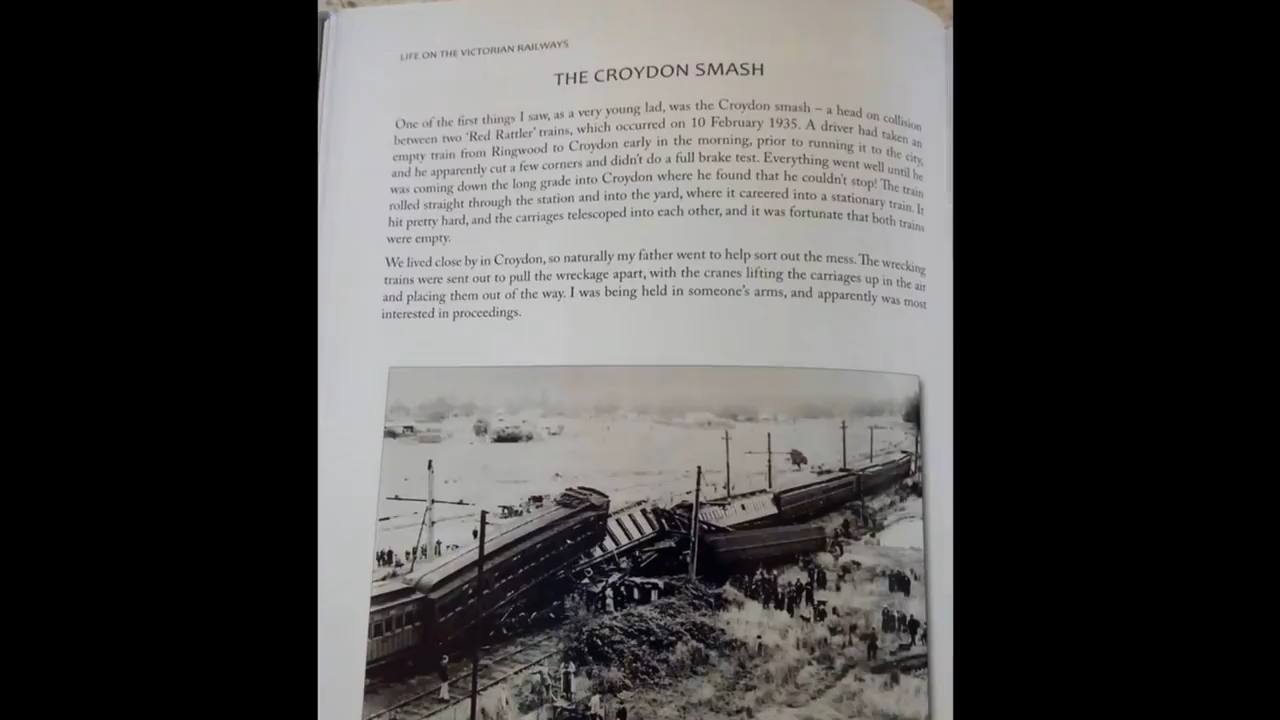 LIFE ON THE VICTORIAN RAILWAYS
THE CROYDON SMASH
One of the first things I saw, as a very young lad, was the Croydon smash – a head on collision
between two 'Red Rattler' trains, which occurred on 10 February 1935. A driver had taken an
empty train from Ringwood to Croydon early in the morning, prior to running it to the city,
and he apparently cut a few corners and didn't do a full brake test. Everything went well until he
was coming down the long grade into Croydon where he found that he couldn't stop! The train
rolled straight through the station and into the yard, where it careered into a stationary train. It
hit pretty hard, and the carriages telescoped into each other, and it was fortunate that both trains
were empty.
We lived close by in Croydon, so naturally my father went to help sort out the mess. The wrecking
trains were sent out to pull the wreckage apart, with the cranes lifting the carriages up in the air
and placing them out of the way. I was being held in someone's arms, and apparently was most
interested in proceedings.